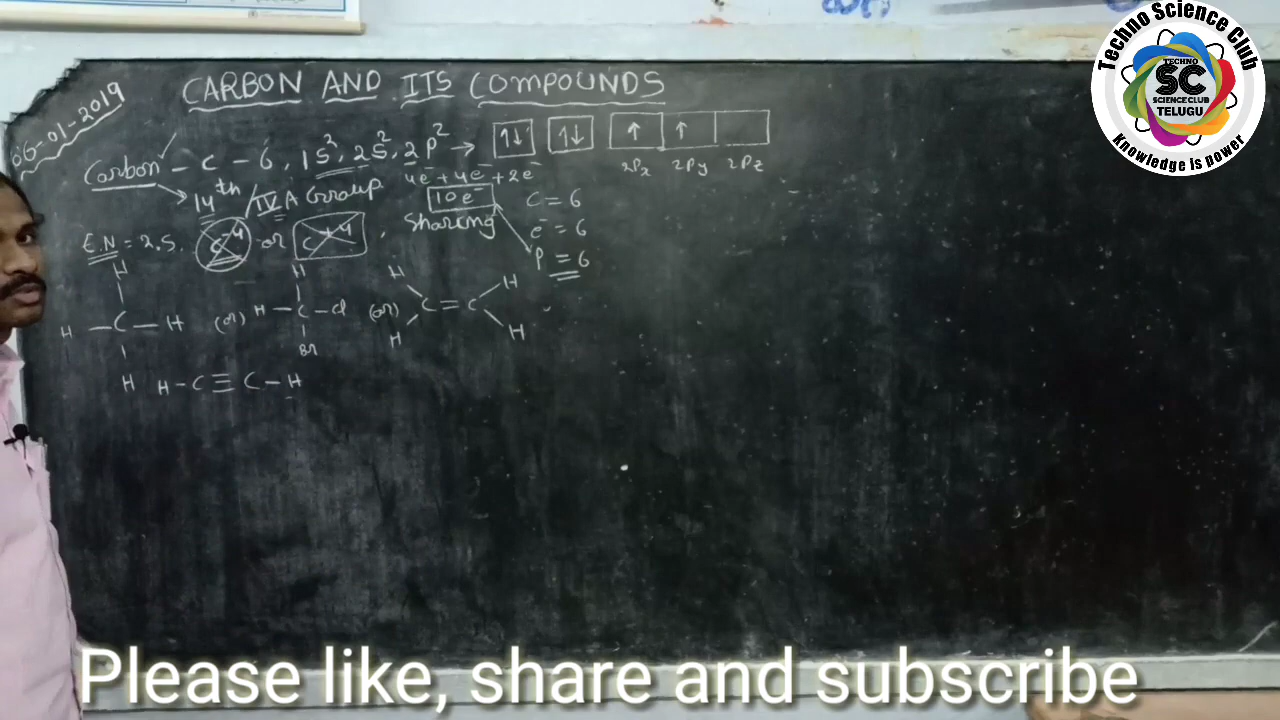 CARBON AND ITS COMPOUNDS
06-01-2019
Carbon - C - 6, 1S², 2S², 2P² → ↑↓ ↑↓ ↑ ↑
2Px 2Py 2Pz
4e⁻ + 4e⁻ + 2e⁻
14th / IV A Group
10e⁻
C = 6
E.N = 2.5. C⁻⁴ or C⁺⁴, Sharing
e⁻ = 6
P = 6
H H H H
H - C - H (or) H - C - Cl (or) C = C
H Br H H
H - C ≡ C - H
Techno Science Club
TECHNO
SC
SCIENCE CLUB
TELUGU
Knowledge is power
Please like, share and subscribe